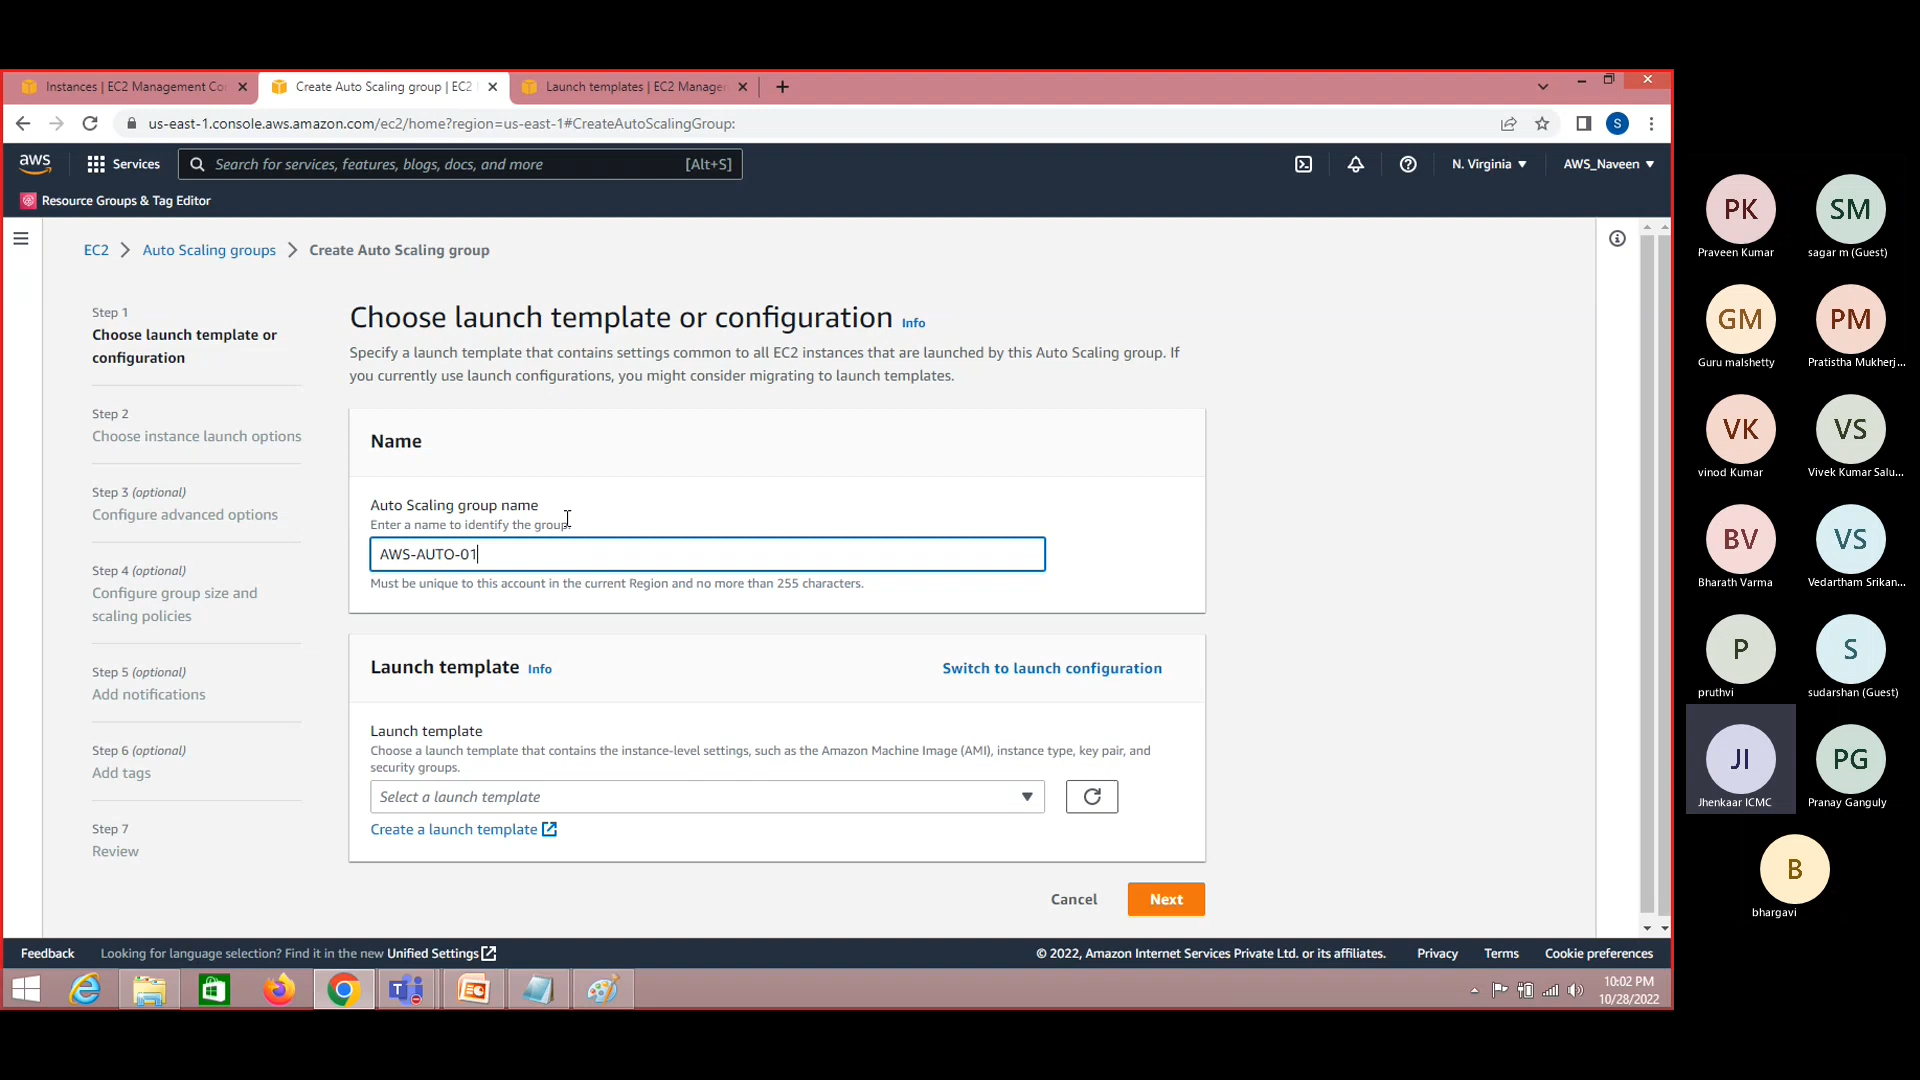 Instances | EC2 Management Co
Create Auto Scaling group | EC2
Launch templates | EC2 Manage
us-east-1.console.aws.amazon.com/ec2/home?region=us-east-1#CreateAutoScalingGroup:
S
aws
Services
Search for services, features, blogs, docs, and more
[Alt+S]
N. Virginia
AWS_Naveen
Resource Groups & Tag Editor
EC2
Auto Scaling groups
Create Auto Scaling group
Step 1
Choose launch template or
configuration
Step 2
Choose instance launch options
Step 3 (optional)
Configure advanced options
Step 4 (optional)
Configure group size and
scaling policies
Step 5 (optional)
Add notifications
Step 6 (optional)
Add tags
Step 7
Review
Choose launch template or configuration Info
Specify a launch template that contains settings common to all EC2 instances that are launched by this Auto Scaling group. If
you currently use launch configurations, you might consider migrating to launch templates.
Name
Auto Scaling group name
Enter a name to identify the group.
AWS-AUTO-01
Must be unique to this account in the current Region and no more than 255 characters.
Launch template Info
Switch to launch configuration
Launch template
Choose a launch template that contains the instance-level settings, such as the Amazon Machine Image (AMI), instance type, key pair, and
security groups.
Select a launch template
Create a launch template
Cancel
Next
Feedback
Looking for language selection? Find it in the new Unified Settings
© 2022, Amazon Internet Services Private Ltd. or its affiliates.
Privacy
Terms
Cookie preferences
10:02 PM
10/28/2022
PK
Praveen Kumar
SM
sagar m (Guest)
GM
Guru malshetty
PM
Pratistha Mukherj...
VK
vinod Kumar
VS
Vivek Kumar Salu...
BV
Bharath Varma
VS
Vedartham Srikan...
P
pruthvi
S
sudarshan (Guest)
JI
Jhenkaar ICMC
PG
Pranay Ganguly
B
bhargavi